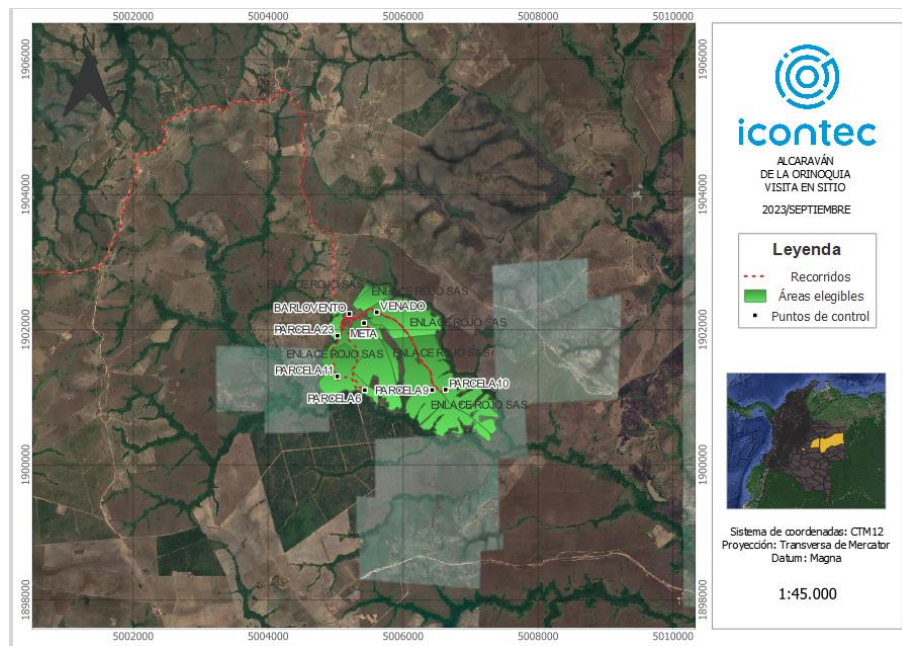 5002000 5004000 5006000 5008000 5010000
1906000 1906000
1904000 1904000
1902000 1902000
1900000 1900000
1898000 1898000
N
ENLACE ROJO SAS
ENLACE ROJO SAS
BARLOVENTO
VENADO
ENLACE ROJO SAS
PARCELA23
META
ENLACE ROJO SAS
ENLACE ROJO SAS
PARCELA11
PARCELA6
PARCELA9
PARCELA10
ENLACE ROJO SAS
5002000 5004000 5006000 5008000 5010000
icontec
ALCARAVÁN
DE LA ORINOQUIA
VISITA EN SITIO
2023/SEPTIEMBRE
Leyenda
Recorridos
Áreas elegibles
Puntos de control
Sistema de coordenadas: CTM12
Proyección: Transversa de Mercator
Datum: Magna
1:45.000